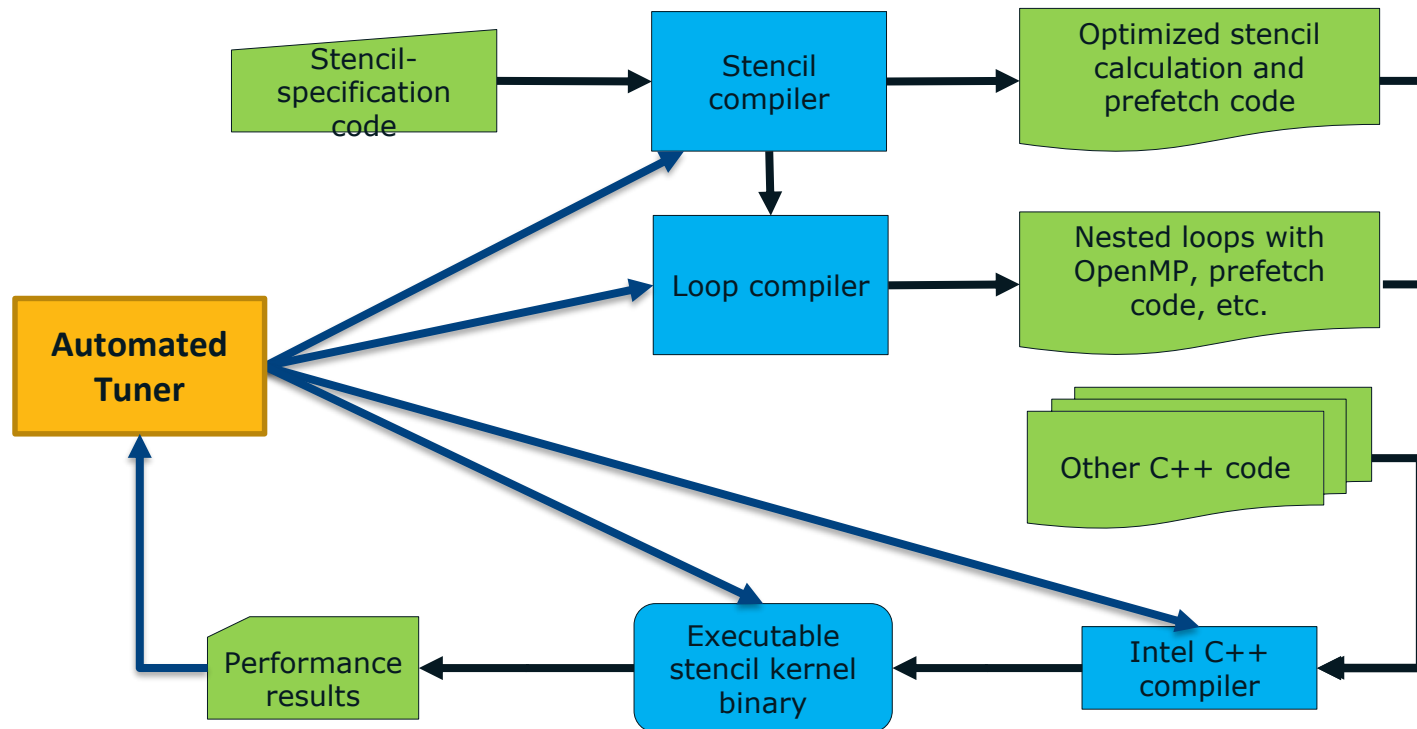 Stencil-
specification
code
Stencil
compiler
Optimized stencil
calculation and
prefetch code
Loop compiler
Nested loops with
OpenMP, prefetch
code, etc.
Automated
Tuner
Other C++ code
Performance
results
Executable
stencil kernel
binary
Intel C++
compiler